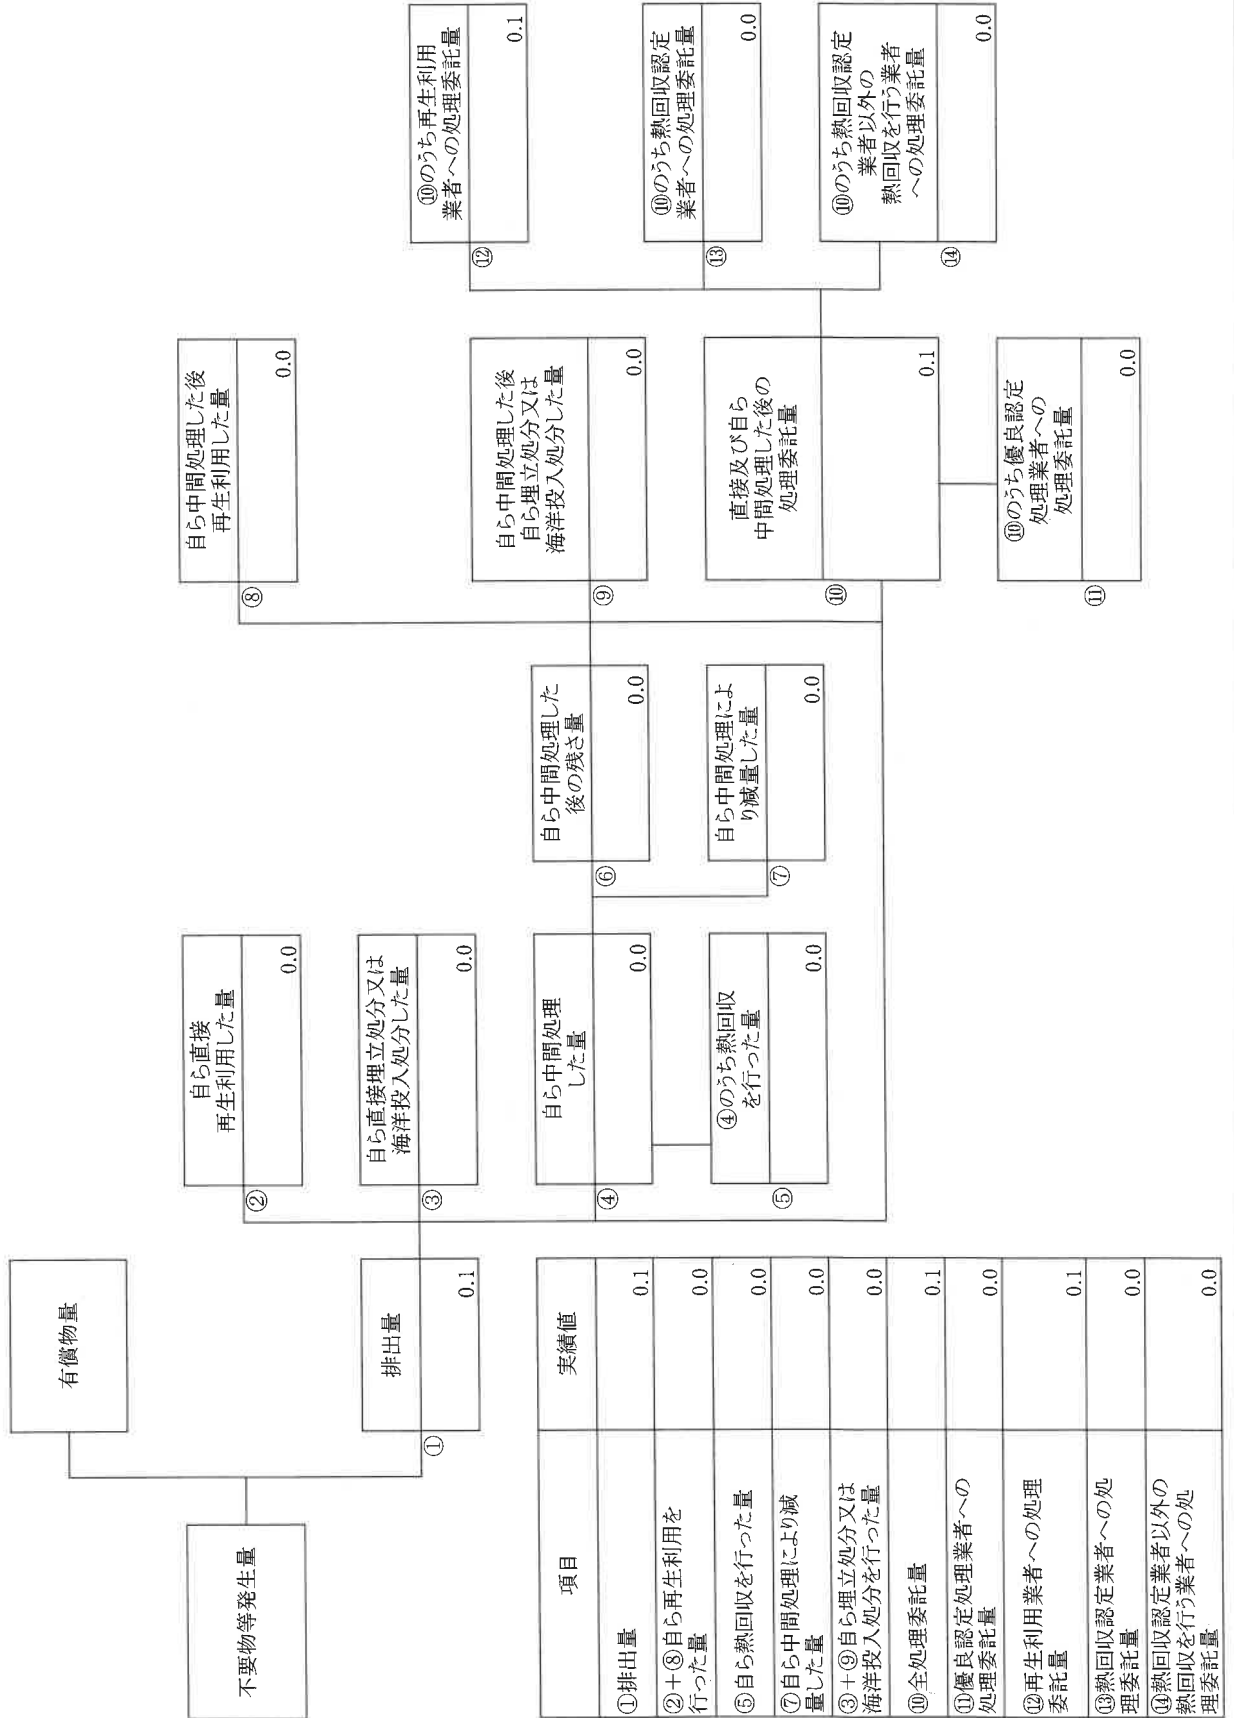 不要物等発生量
有償物量
排出量
①
0.1
自ら直接
再生利用した量
②
0.0
自ら直接埋立処分又は
海洋投入処分した量
③
0.0
自ら中間処理
した量
④
0.0
④のうち熱回収
を行った量
⑤
0.0
自ら中間処理した
後の残さ量
⑥
0.0
自ら中間処理によ
り減量した量
⑦
0.0
自ら中間処理した後
再生利用した量
⑧
0.0
自ら中間処理した後
自ら埋立処分又は
海洋投入処分した量
⑨
0.0
直接及び自ら
中間処理した後の
処理委託量
⑩
0.1
⑩のうち優良認定
処理業者への
処理委託量
⑪
0.0
⑩のうち再生利用
業者への処理委託量
⑫
0.1
⑩のうち熱回収認定
業者への処理委託量
⑬
0.0
⑩のうち熱回収認定
業者以外の
熱回収を行う業者
への処理委託量
⑭
0.0
項目
実績値
①排出量
0.1
②+⑧自ら再生利用を
行った量
0.0
⑤自ら熱回収を行った量
0.0
⑦自ら中間処理により減
量した量
0.0
③+⑨自ら埋立処分又は
海洋投入処分を行った量
0.0
⑩全処理委託量
0.1
⑪優良認定処理業者への
処理委託量
0.0
⑫再生利用業者への処理
委託量
0.1
⑬熱回収認定業者への処
理委託量
0.0
⑭熱回収認定業者以外の
熱回収を行う業者への処
理委託量
0.0